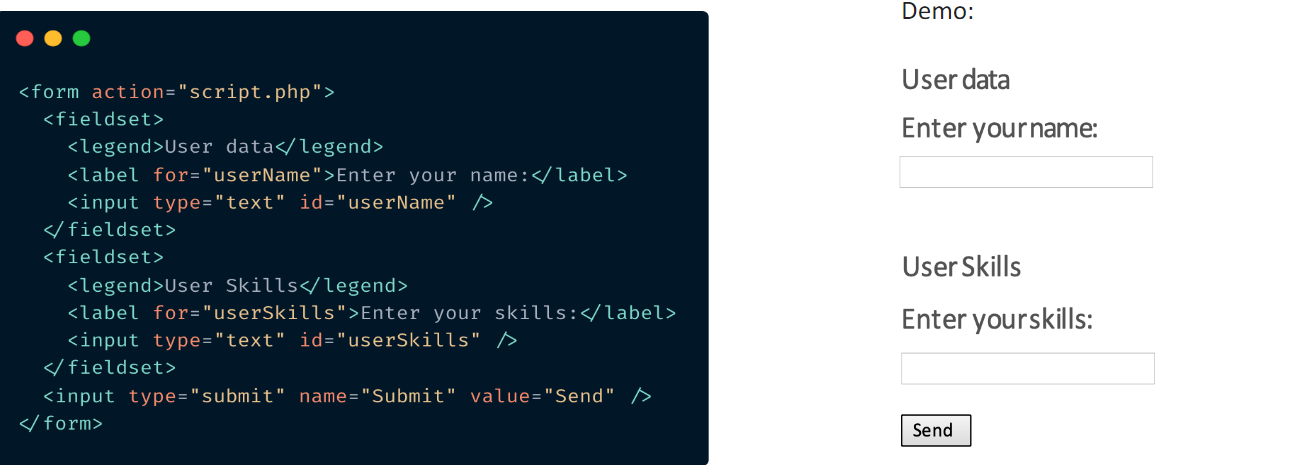 <form action="script.php">
<fieldset>
<legend>User data</legend>
<label for="userName">Enter your name:</label>
<input type="text" id="userName" />
</fieldset>
<fieldset>
<legend>User Skills</legend>
<label for="userSkills">Enter your skills:</label>
<input type="text" id="userSkills" />
</fieldset>
<input type="submit" name="Submit" value="Send" />
</form>
Demo:
User data
Enter your name:
User Skills
Enter your skills:
Send